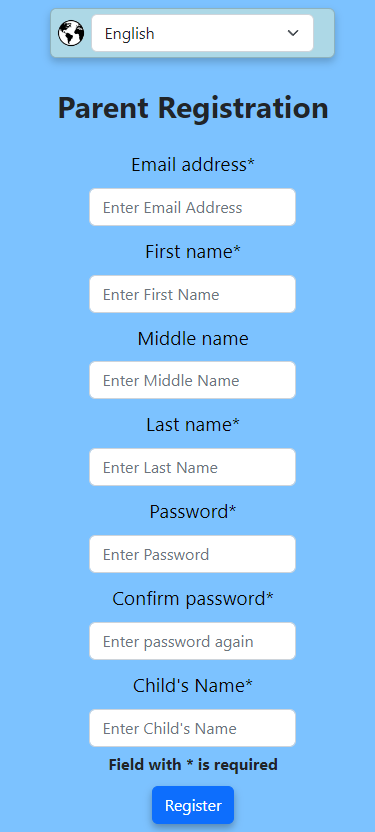 English
Parent Registration
Email address*
Enter Email Address
First name*
Enter First Name
Middle name
Enter Middle Name
Last name*
Enter Last Name
Password*
Enter Password
Confirm password*
Enter password again
Child's Name*
Enter Child's Name
Field with * is required
Register